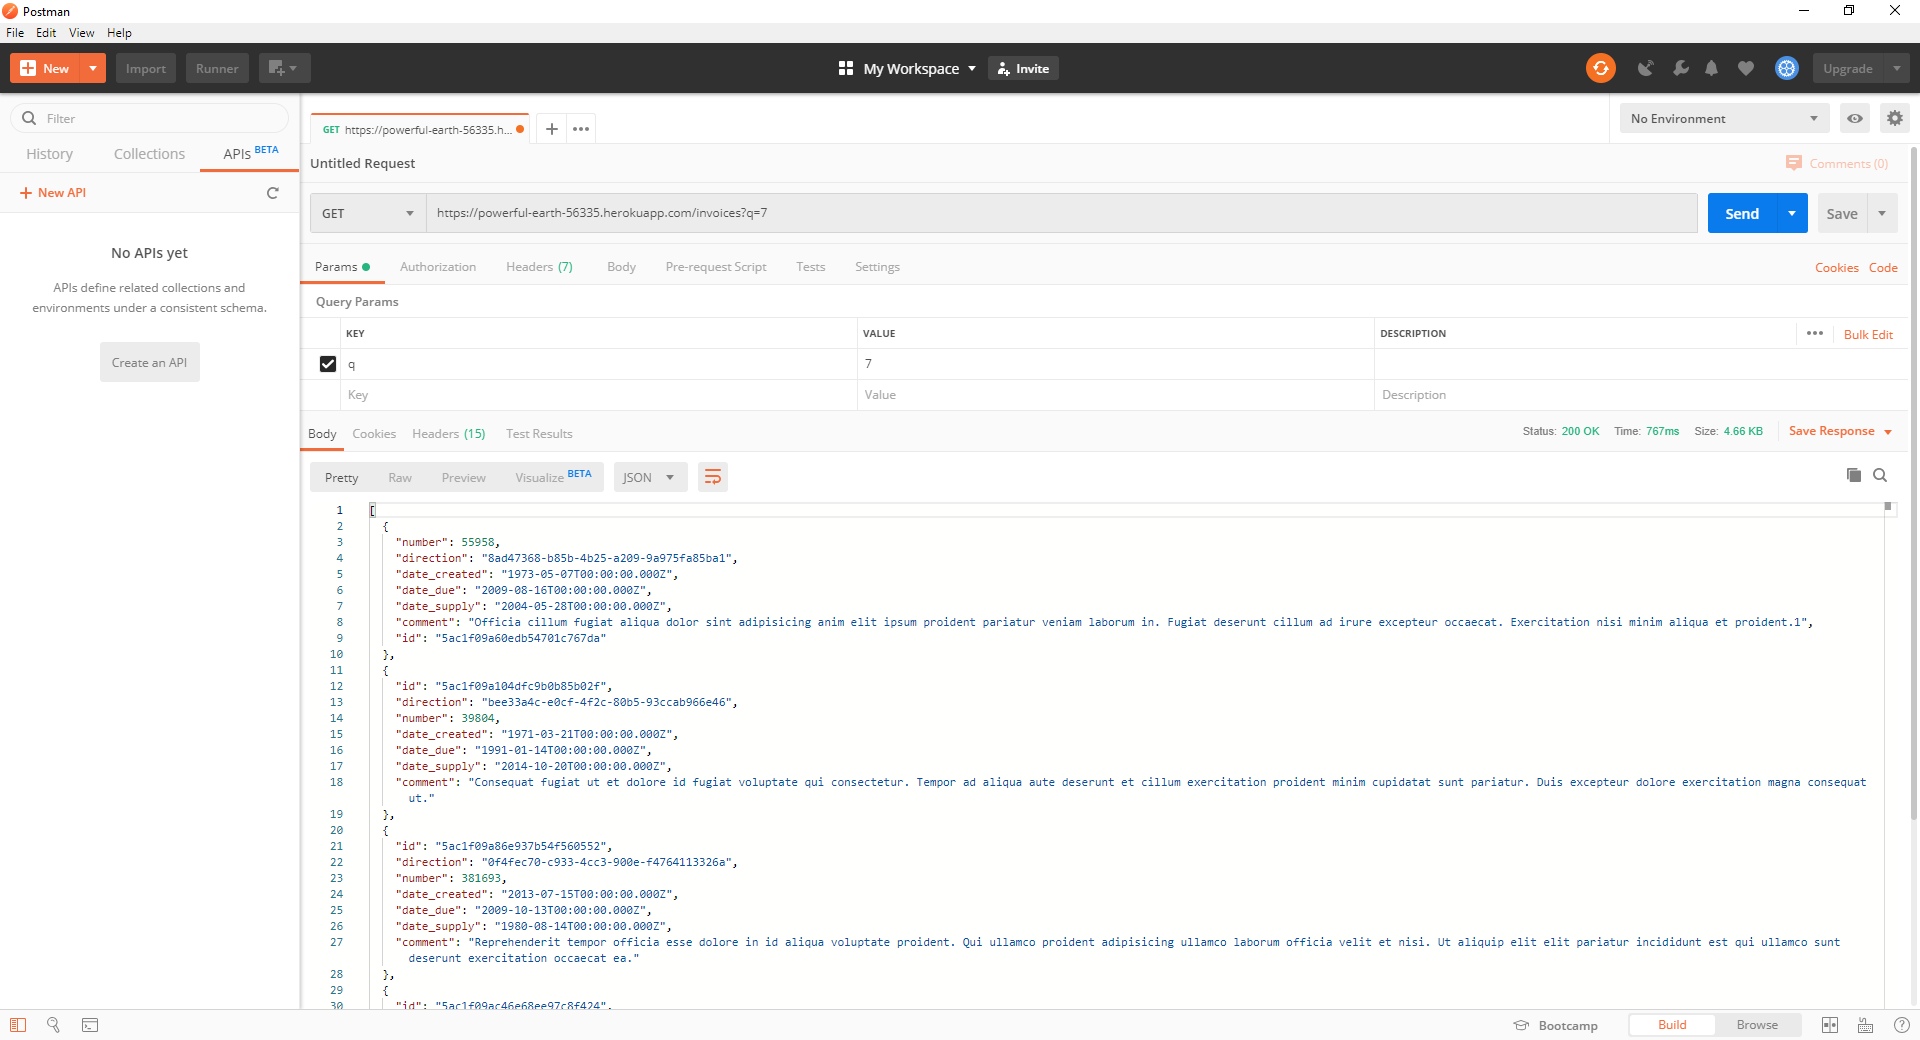 Postman
File Edit View Help
New Import Runner My Workspace Invite Upgrade
Filter
History Collections APIs BETA
New API
No APIs yet
APIs define related collections and
environments under a consistent schema.
Create an API
GET https://powerful-earth-56335.h... + •••
No Environment
Untitled Request
Comments (0)
GET https://powerful-earth-56335.herokuapp.com/invoices?q=7 Send Save
Params Authorization Headers (7) Body Pre-request Script Tests Settings Cookies Code
Query Params
KEY VALUE DESCRIPTION ••• Bulk Edit
q 7
Key Value Description
Body Cookies Headers (15) Test Results Status: 200 OK Time: 767ms Size: 4.66 KB Save Response
Pretty Raw Preview Visualize BETA JSON
1 [
2 {
3 "number": 55958,
4 "direction": "8ad47368-b85b-4b25-a209-9a975fa85ba1",
5 "date_created": "1973-05-07T00:00:00.000Z",
6 "date_due": "2009-08-16T00:00:00.000Z",
7 "date_supply": "2004-05-28T00:00:00.000Z",
8 "comment": "Officia cillum fugiat aliqua dolor sint adipisicing anim elit ipsum proident pariatur veniam laborum in. Fugiat deserunt cillum ad irure excepteur occaecat. Exercitation nisi minim aliqua et proident.1",
9 "id": "5ac1f09a60edb54701c767da"
10 },
11 {
12 "id": "5ac1f09a104dfc9b0b85b02f",
13 "direction": "bee33a4c-e0cf-4f2c-80b5-93ccab966e46",
14 "number": 39804,
15 "date_created": "1971-03-21T00:00:00.000Z",
16 "date_due": "1991-01-14T00:00:00.000Z",
17 "date_supply": "2014-10-20T00:00:00.000Z",
18 "comment": "Consequat fugiat ut et dolore id fugiat voluptate qui consectetur. Tempor ad aliqua aute deserunt et cillum exercitation proident minim cupidatat sunt pariatur. Duis excepteur dolore exercitation magna consequat
ut."
19 },
20 {
21 "id": "5ac1f09a86e937b54f560552",
22 "direction": "0f4fec70-c933-4cc3-900e-f4764113326a",
23 "number": 381693,
24 "date_created": "2013-07-15T00:00:00.000Z",
25 "date_due": "2009-10-13T00:00:00.000Z",
26 "date_supply": "1980-08-14T00:00:00.000Z",
27 "comment": "Reprehenderit tempor officia esse dolore in id aliqua voluptate proident. Qui ullamco proident adipisicing ullamco laborum officia velit et nisi. Ut aliquip elit elit pariatur incididunt est qui ullamco sunt
deserunt exercitation occaecat ea."
28 },
29 {
30 "id": "5ac1f09ac46e68ee97c8f424",
Bootcamp Build Browse